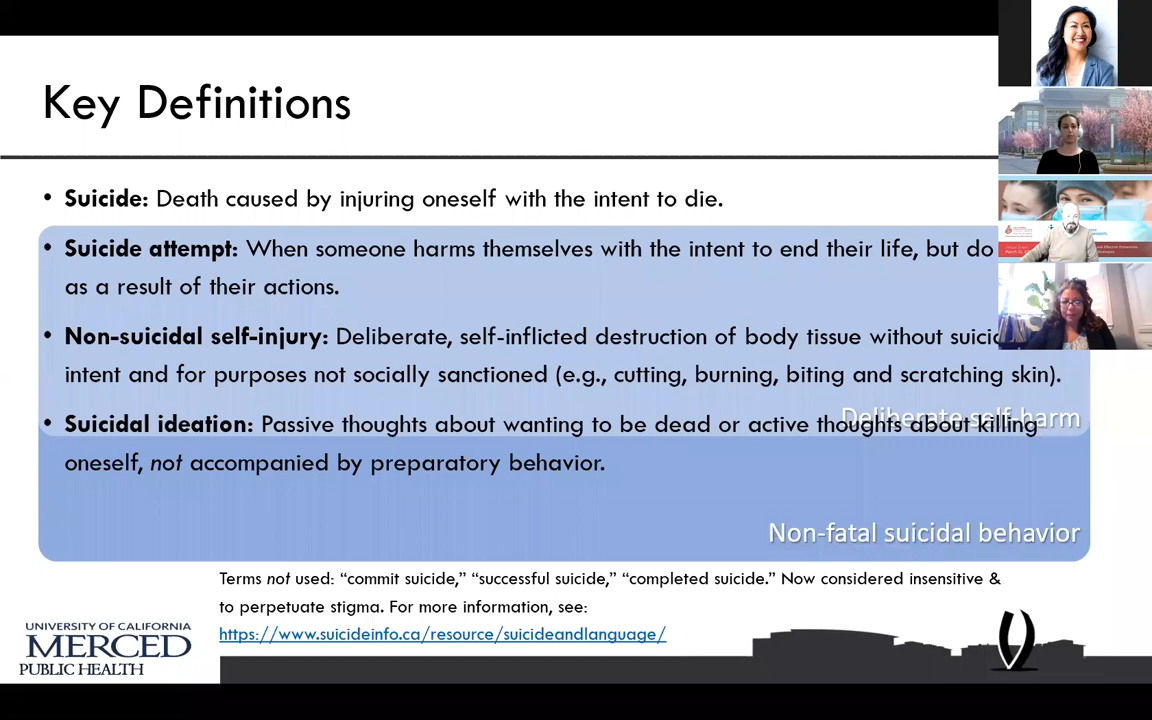 Key Definitions
• Suicide: Death caused by injuring oneself with the intent to die.
• Suicide attempt: When someone harms themselves with the intent to end their life, but do
as a result of their actions.
• Non-suicidal self-injury: Deliberate, self-inflicted destruction of body tissue without
intent and for purposes not socially sanctioned (e.g., cutting, burning, biting and scratching skin).
Deliberate self-harm
• Suicidal ideation: Passive thoughts about wanting to be dead or active thoughts about killing
oneself, not accompanied by preparatory behavior.
Non-fatal suicidal behavior
Terms not used: “commit suicide,” “successful suicide,” “completed suicide.” Now considered insensitive &
to perpetuate stigma. For more information, see:
https://www.suicideinfo.ca/resource/suicideandlanguage/
UNIVERSITY OF CALIFORNIA
MERCED
PUBLIC HEALTH